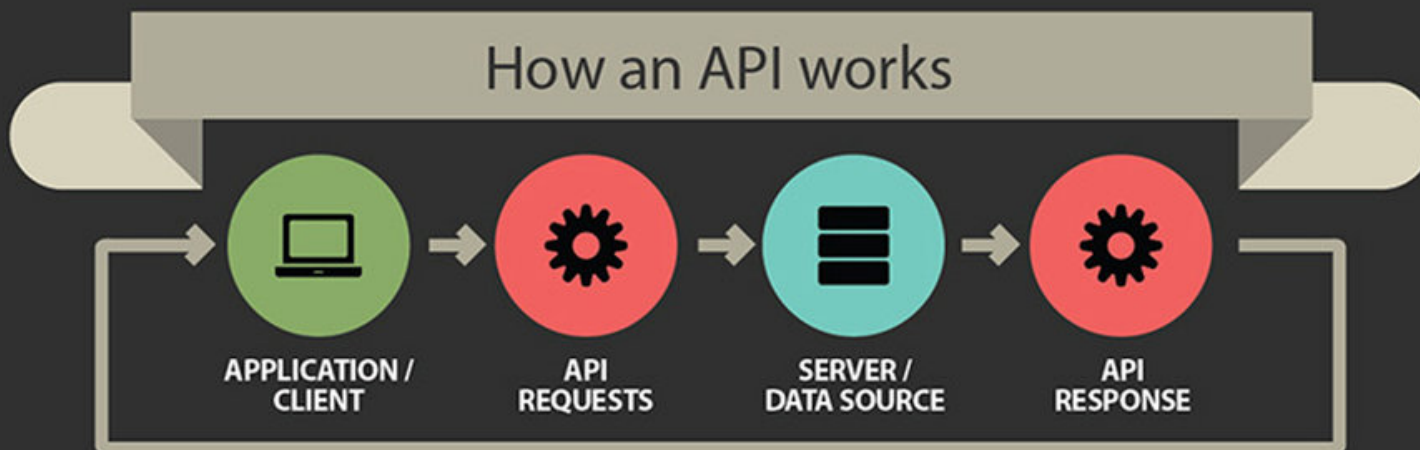 How an API works
APPLICATION /
CLIENT
API
REQUESTS
SERVER /
DATA SOURCE
API
RESPONSE